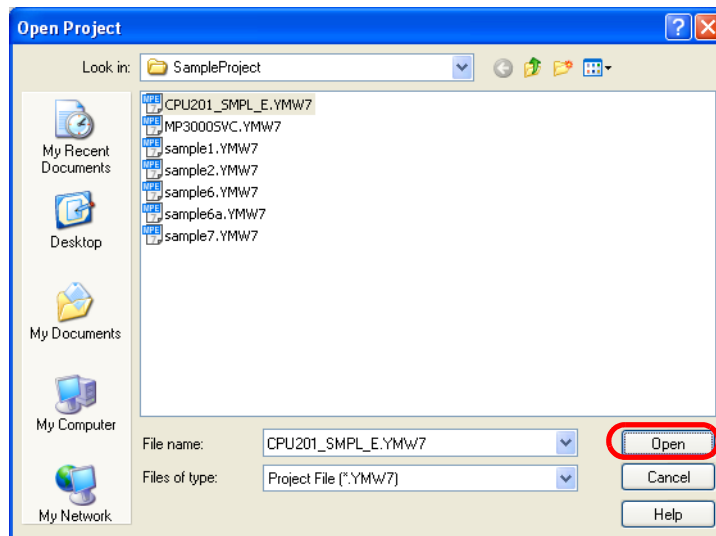 Open Project
Look in: SampleProject
CPU201_SMPL_E.YMW7
MP3000SVC.YMW7
sample1.YMW7
sample2.YMW7
sample6.YMW7
sample6a.YMW7
sample7.YMW7
My Recent
Documents
Desktop
My Documents
My Computer
My Network
File name: CPU201_SMPL_E.YMW7 Open
Files of type: Project File (*.YMW7) Cancel
Help